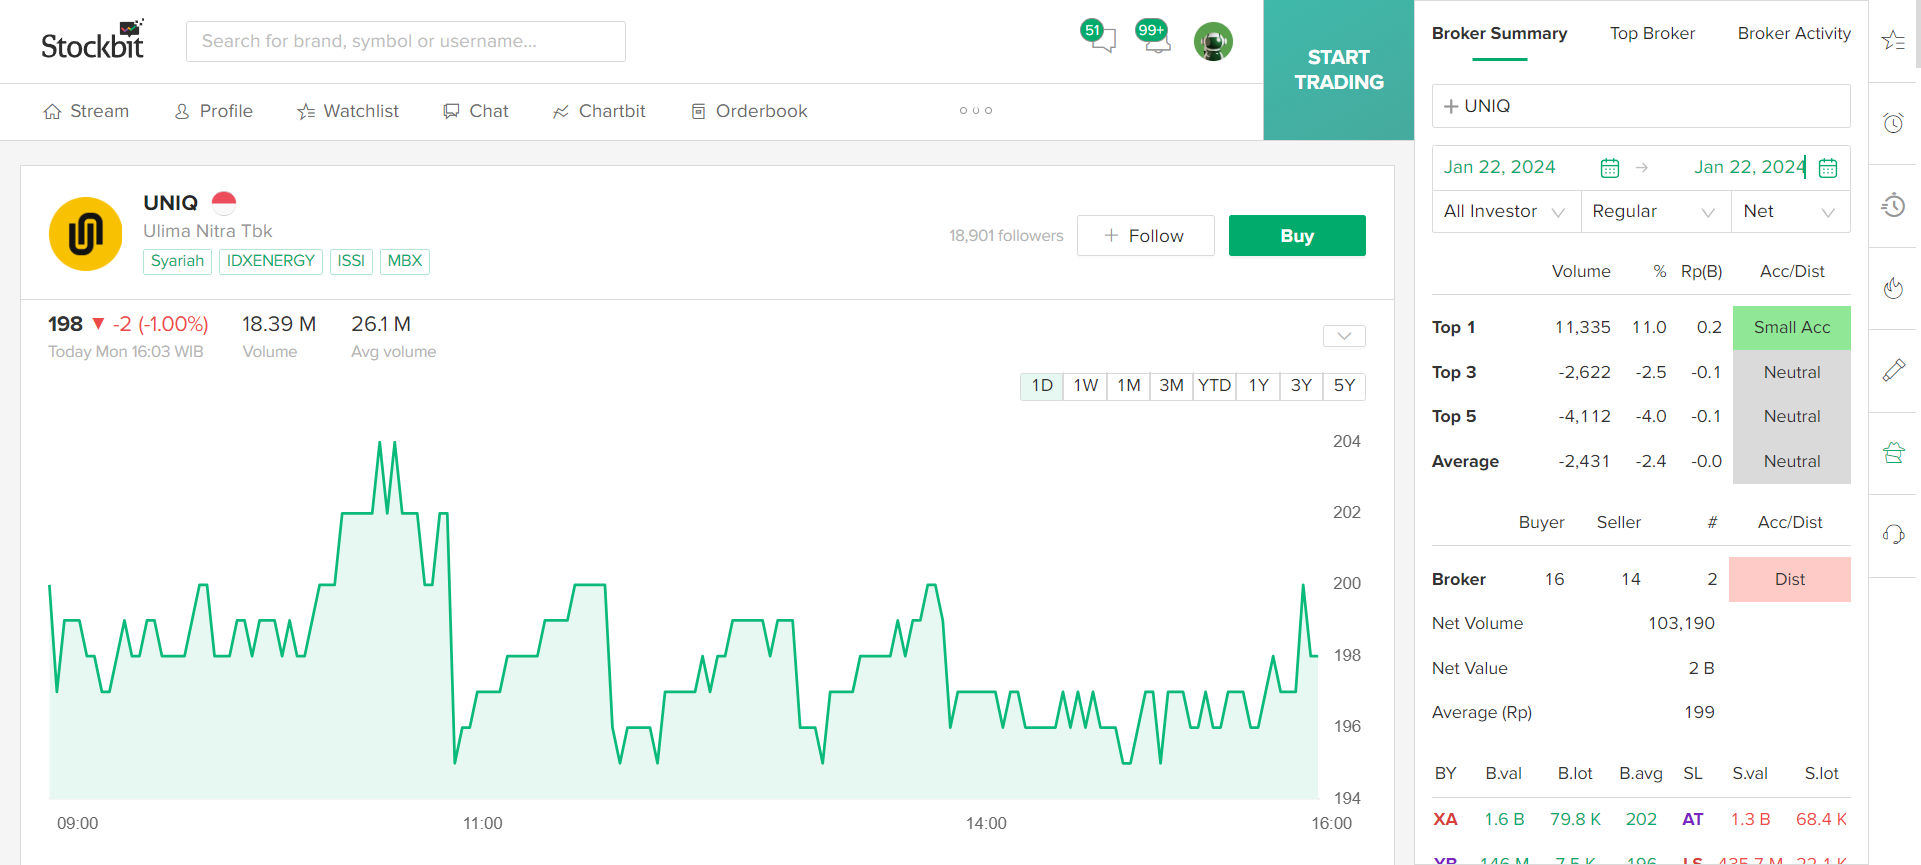 Stockbit
Search for brand, symbol or username...
51
99+
START
TRADING
Stream
Profile
Watchlist
Chat
Chartbit
Orderbook
UNIQ
Ulima Nitra Tbk
Syariah
IDXENERGY
ISSI
MBX
18,901 followers
+ Follow
Buy
198 ▼ -2 (-1.00%)
18.39 M
26.1 M
Today Mon 16:03 WIB
Volume
Avg volume
1D
1W
1M
3M
YTD
1Y
3Y
5Y
204
202
200
198
196
194
09:00
11:00
14:00
16:00
Broker Summary
Top Broker
Broker Activity
+ UNIQ
Jan 22, 2024 → Jan 22, 2024
All Investor
Regular
Net
Volume % Rp(B) Acc/Dist
Top 1 11,335 11.0 0.2 Small Acc
Top 3 -2,622 -2.5 -0.1 Neutral
Top 5 -4,112 -4.0 -0.1 Neutral
Average -2,431 -2.4 -0.0 Neutral
Buyer Seller # Acc/Dist
Broker 16 14 2 Dist
Net Volume 103,190
Net Value 2 B
Average (Rp) 199
BY B.val B.lot B.avg SL S.val S.lot
XA 1.6 B 79.8 K 202 AT 1.3 B 68.4 K